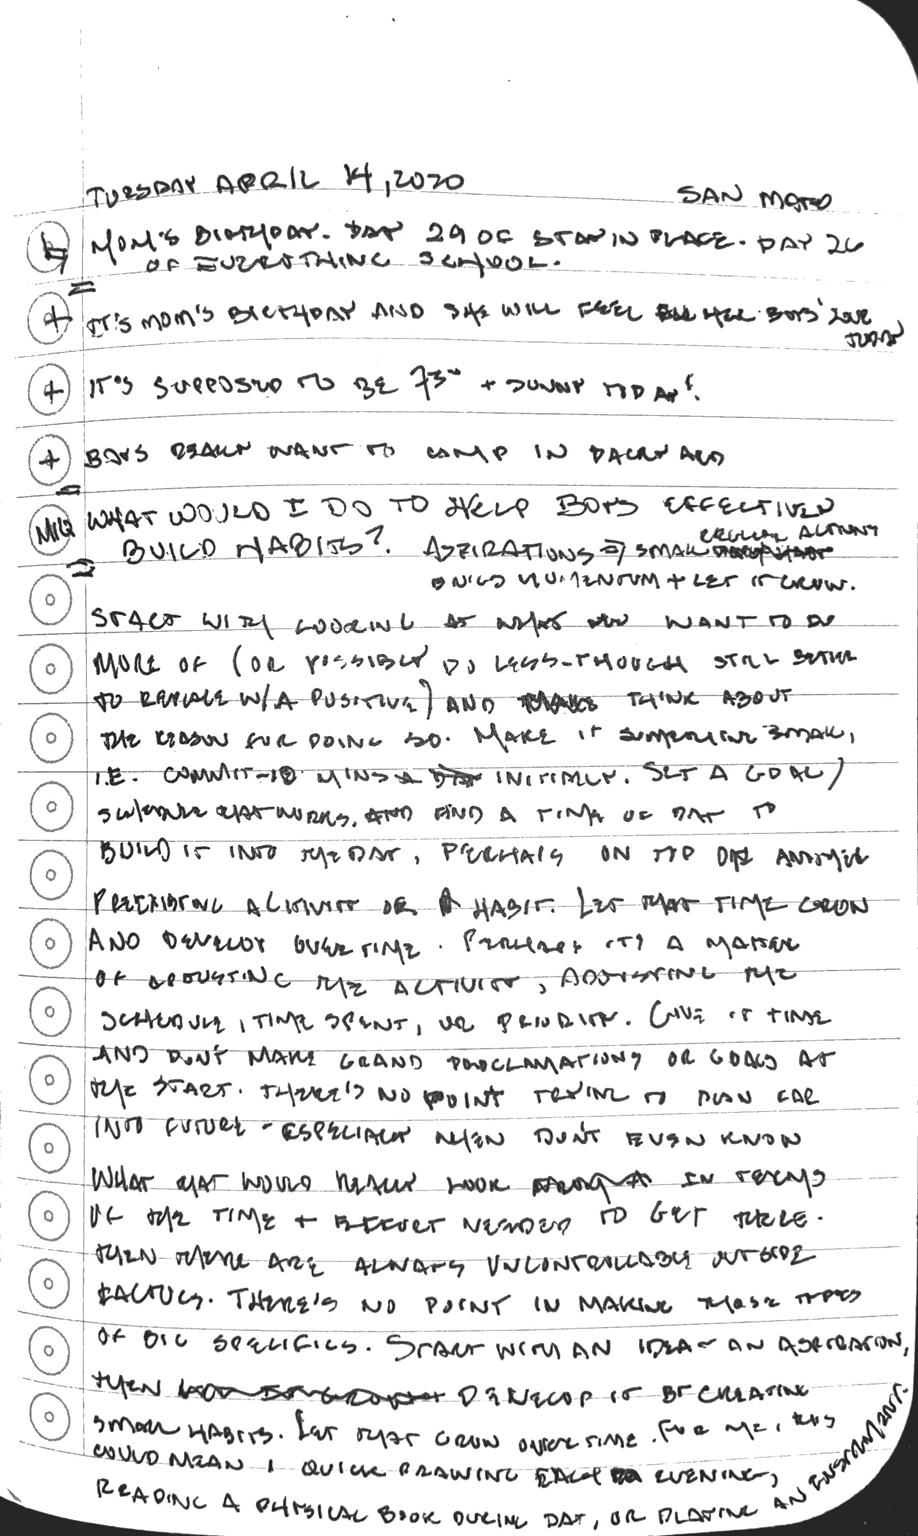 TUESDAY APRIL 14, 2020
SAN MATEO
MOM'S BIRTHDAY. DAY 29 OF STAY IN PLACE. DAY 26
OF EVERYTHING SCHOOL.
+ IT'S MOM'S BIRTHDAY AND SHE WILL FEEL HER BOYS' LOVE
TODAY
+ IT'S SUPPOSED TO BE 73° + SUNNY TODAY!
+ BOYS REALLY WANT TO CAMP IN BACKYARD
MIQ WHAT WOULD I DO TO HELP BOYS EFFECTIVELY
BUILD HABITS? ASPIRATIONS → SMALL REGULAR ACTIVITY
BUILD MOMENTUM + LET IT GROW.
START WITH LOOKING AT WHAT YOU WANT TO DO
MORE OF (OR POSSIBLY DO LESS - THOUGH STILL BETTER
TO REPLACE W/ A POSITIVE) AND THINK ABOUT
THE REASON FOR DOING SO. MAKE IT SMALL,
I.E. COMMIT 10 MINS A DAY INITIALLY. SET A GOAL/
SCHEDULE THAT WORKS, AND FIND A TIME OF DAY TO
BUILD IT INTO THE DAY, PERHAPS ON TOP OF ANOTHER
PREEXISTING ACTIVITY OR HABIT. LET THAT TIME GROW
AND DEVELOP OVER TIME. PERHAPS IT'S A MATTER
OF ADJUSTING THE ACTIVITY, ADJUSTING THE
SCHEDULE, TIME SPENT, OR PRIORITY. GIVE IT TIME
AND DON'T MAKE GRAND PROCLAMATIONS OR GOALS AT
THE START. THERE'S NO POINT TRYING TO PLAN FAR
INTO FUTURE - ESPECIALLY WHEN DON'T EVEN KNOW
WHAT THAT WOULD REALLY LOOK IN TERMS
OF THE TIME + EFFORT NEEDED TO GET THERE.
THEN THERE ARE ALWAYS UNCONTROLLABLE OUTSIDE
FACTORS. THERE'S NO POINT IN MAKING THOSE TYPES
OF BIG SPECIFICS. START WITH AN IDEA - AN ASPIRATION,
THEN DEVELOP IT BY CREATING
SMALL HABITS. LET THAT GROW OVER TIME. FOR ME, THIS
COULD MEAN 1 QUICK DRAWING EACH EVENING,
READING A PHYSICAL BOOK DURING DAY, OR PLAYING AN INSTRUMENT.